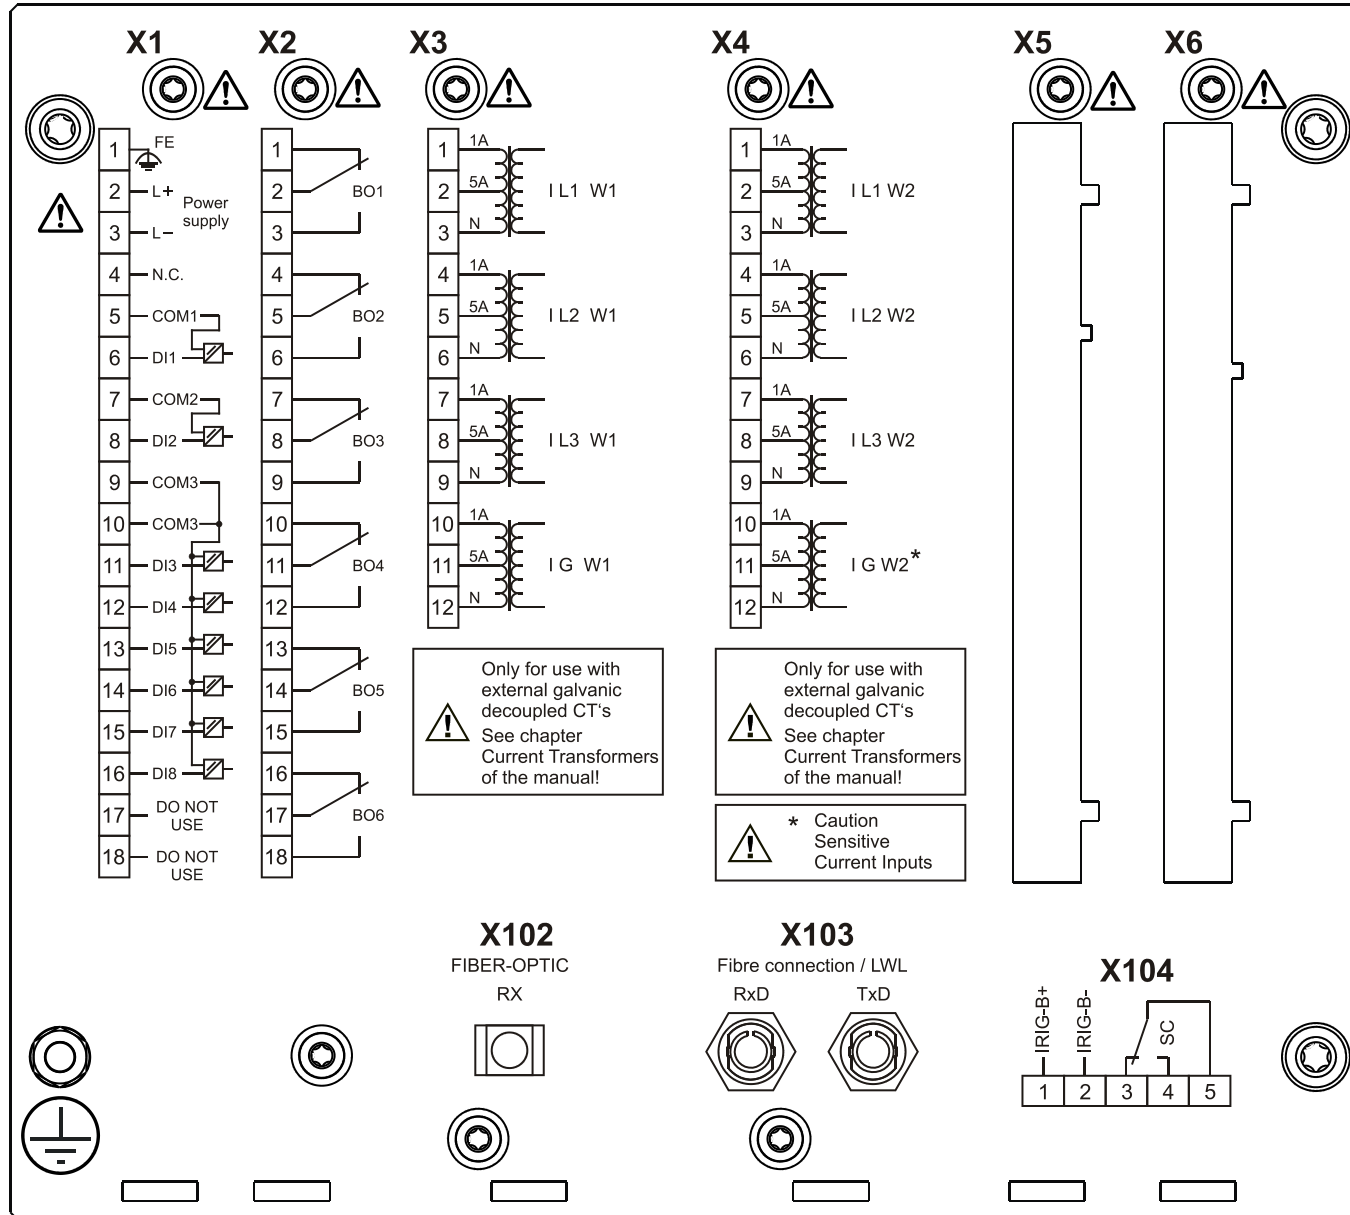 X1
X2
X3
X4
X5
X6
1 FE
2 L+
Power
supply
3 L–
4 N.C.
5 COM1
6 DI1
7 COM2
8 DI2
9 COM3
10 COM3
11 DI3
12 DI4
13 DI5
14 DI6
15 DI7
16 DI8
17 DO NOT
USE
18 DO NOT
USE
1
2 BO1
3
4
5 BO2
6
7
8 BO3
9
10
11 BO4
12
13
14 BO5
15
16
17 BO6
18
1 1A
2 5A I L1 W1
3 N
4 1A
5 5A I L2 W1
6 N
7 1A
8 5A I L3 W1
9 N
10 1A
11 5A I G W1
12 N
Only for use with
external galvanic
decoupled CT‘s
See chapter
Current Transformers
of the manual!
1 1A
2 5A I L1 W2
3 N
4 1A
5 5A I L2 W2
6 N
7 1A
8 5A I L3 W2
9 N
10 1A
11 5A I G W2*
12 N
Only for use with
external galvanic
decoupled CT‘s
See chapter
Current Transformers
of the manual!
* Caution
Sensitive
Current Inputs
X102
FIBER-OPTIC
RX
X103
Fibre connection / LWL
RxD TxD
X104
IRIG-B+
IRIG-B-
SC
1 2 3 4 5